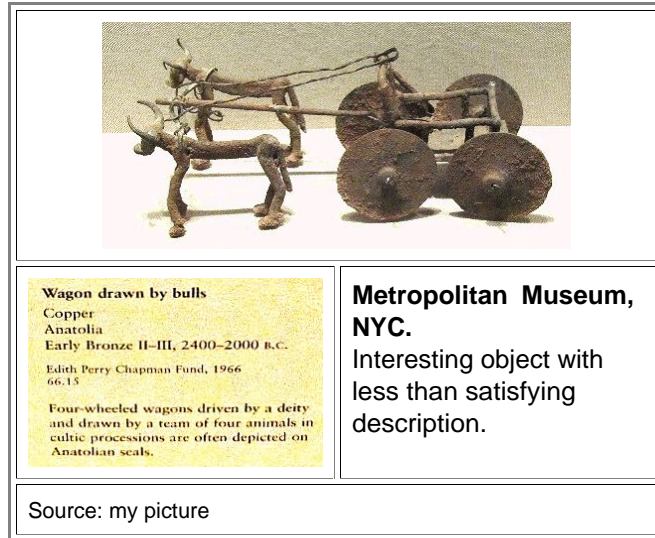 Wagon drawn by bulls
Copper
Anatolia
Early Bronze II–III, 2400–2000 B.C.
Edith Perry Chapman Fund, 1966
66.15
Four-wheeled wagons driven by a deity
and drawn by a team of four animals in
cultic processions are often depicted on
Anatolian seals.
Metropolitan Museum,
NYC.
Interesting object with
less than satisfying
description.
Source: my picture